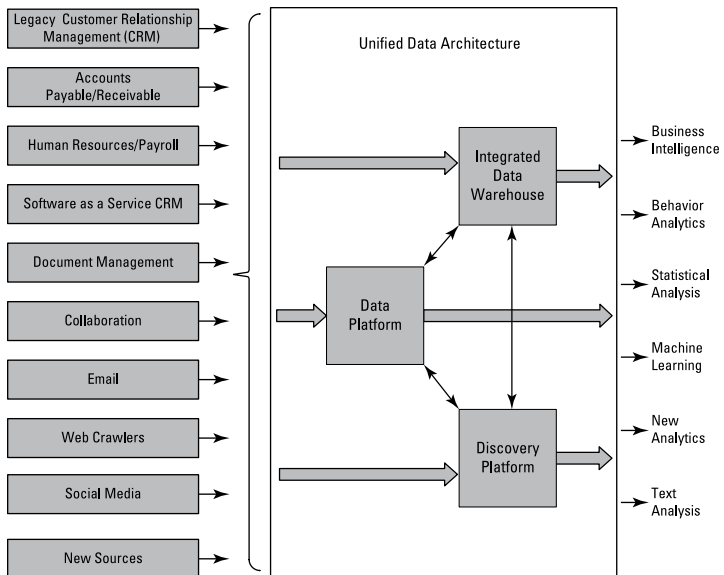 Legacy Customer Relationship
Management (CRM)
Accounts
Payable/Receivable
Human Resources/Payroll
Software as a Service CRM
Document Management
Collaboration
Email
Web Crawlers
Social Media
New Sources
Unified Data Architecture
Integrated
Data
Warehouse
Data
Platform
Discovery
Platform
Business
Intelligence
Behavior
Analytics
Statistical
Analysis
Machine
Learning
New
Analytics
Text
Analysis